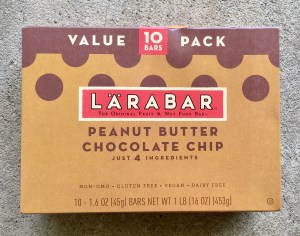 VALUE 10 BARS PACK
LÄRABAR
THE ORIGINAL FRUIT & NUT FOOD BAR™
PEANUT BUTTER
CHOCOLATE CHIP
JUST 4 INGREDIENTS
NON-GMO • GLUTEN FREE • VEGAN • DAIRY FREE
10 - 1.6 OZ (45g) BARS NET WT 1 LB (16 OZ) (453g)